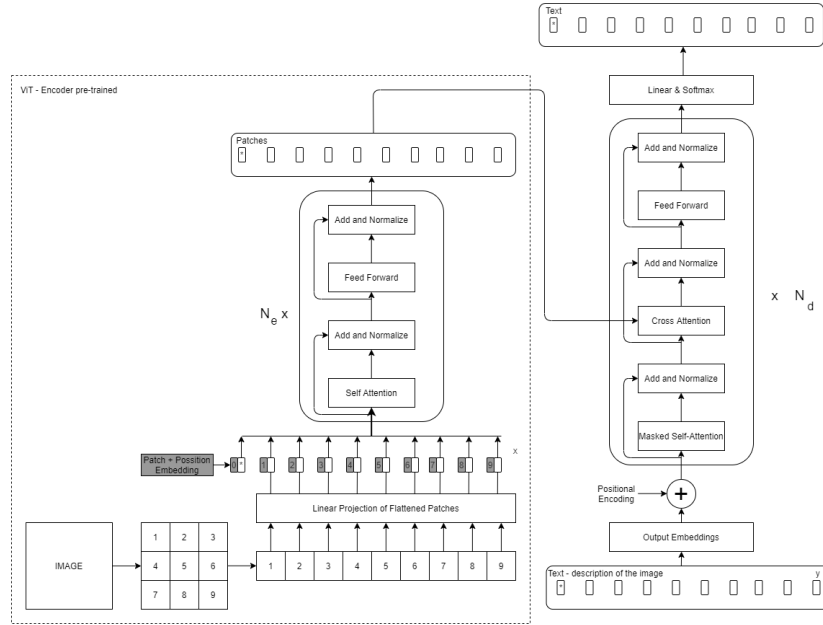 Text
*
Linear & Softmax
ViT - Encoder pre-trained
Patches
*
Add and Normalize
Feed Forward
Add and Normalize
Self Attention
N_e x
Add and Normalize
Feed Forward
Add and Normalize
Cross Attention
Add and Normalize
Masked Self-Attention
x N_d
x
Patch + Possition
Embedding
0 * 1 2 3 4 5 6 7 8 9
Linear Projection of Flattened Patches
Positional
Encoding
+
Output Embeddings
IMAGE
1 2 3
4 5 6
7 8 9
1 2 3 4 5 6 7 8 9
Text - description of the image y
*